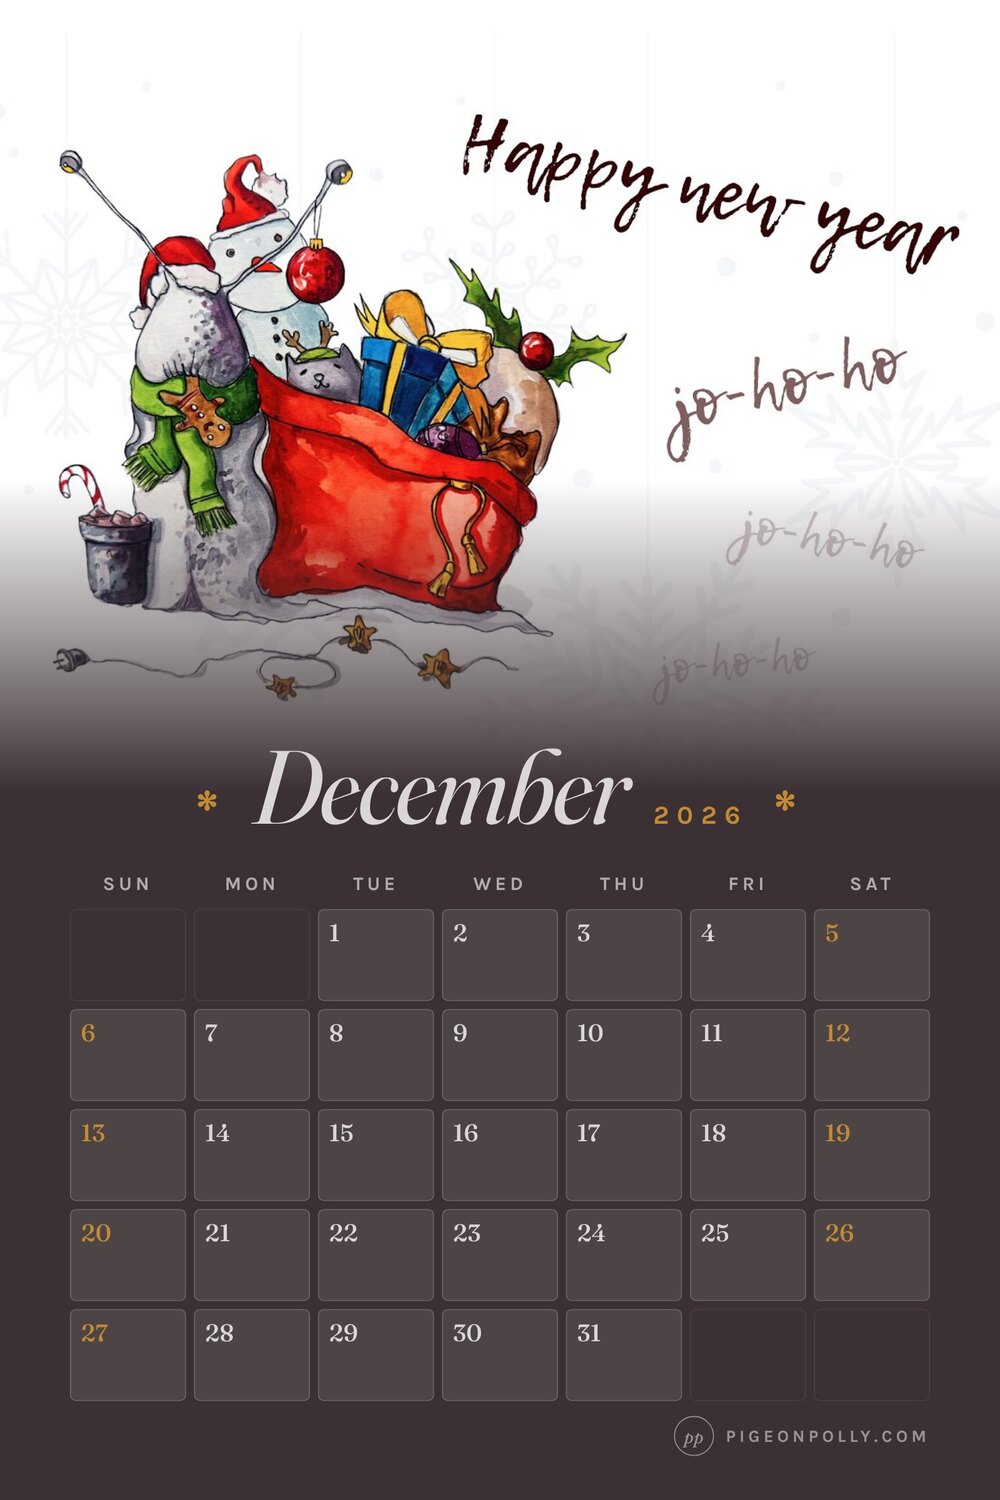 Happy new year
jo-ho-ho
jo-ho-ho
jo-ho-ho
December 2026
SUN MON TUE WED THU FRI SAT
1 2 3 4 5
6 7 8 9 10 11 12
13 14 15 16 17 18 19
20 21 22 23 24 25 26
27 28 29 30 31
pp PIGEONPOLLY.COM